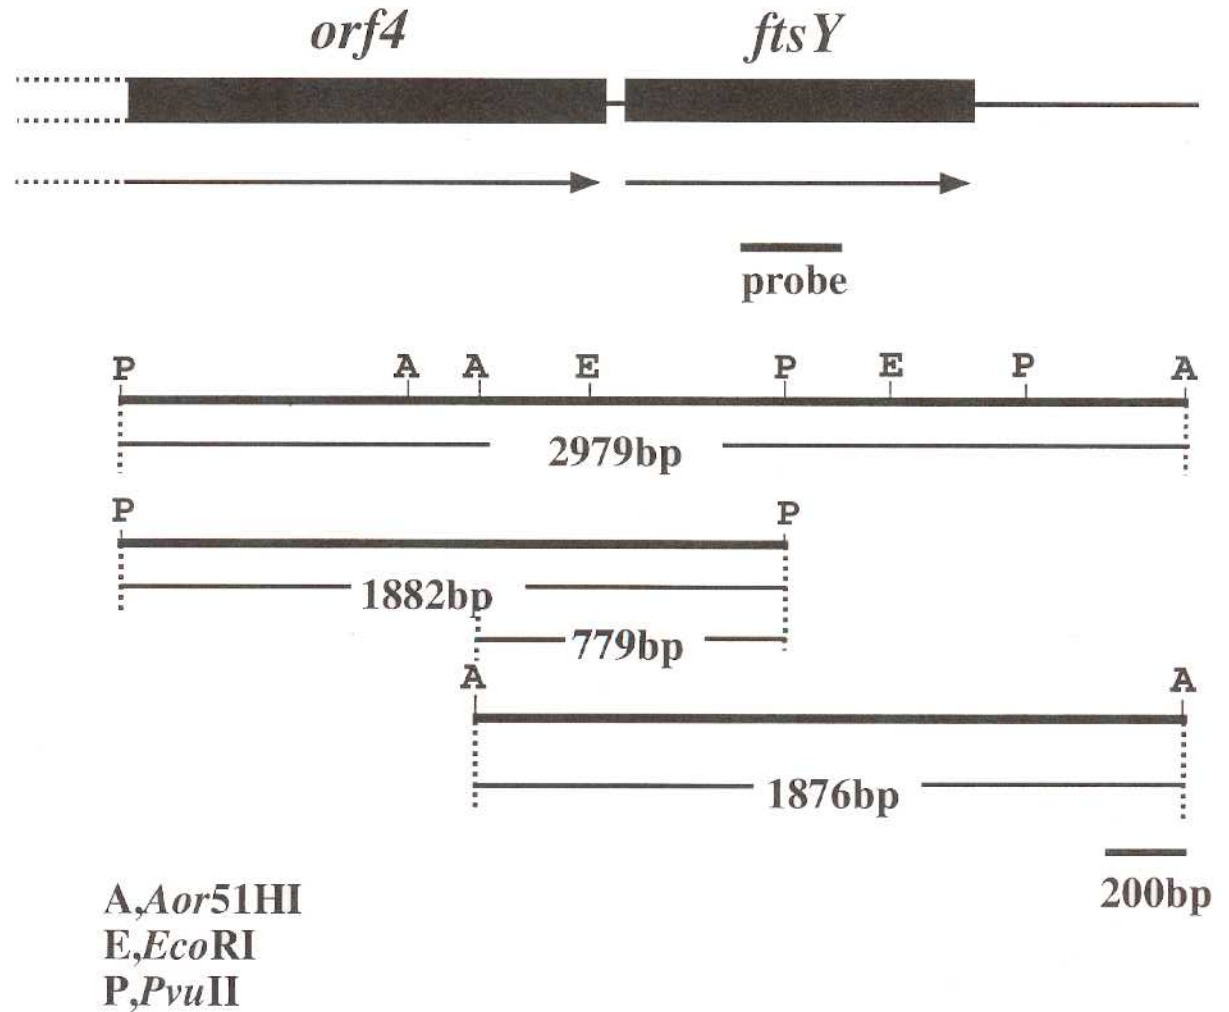 orf4 ftsY
probe
P A A E P E P A
2979bp
P P
1882bp
779bp
A A
1876bp
200bp
A,Aor51HI
E,EcoRI
P,PvuII